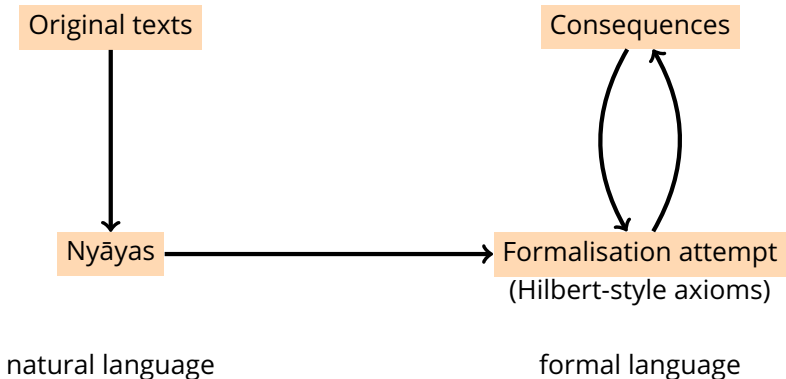 Original texts
Consequences
Nyāyas
Formalisation attempt
(Hilbert-style axioms)
natural language
formal language